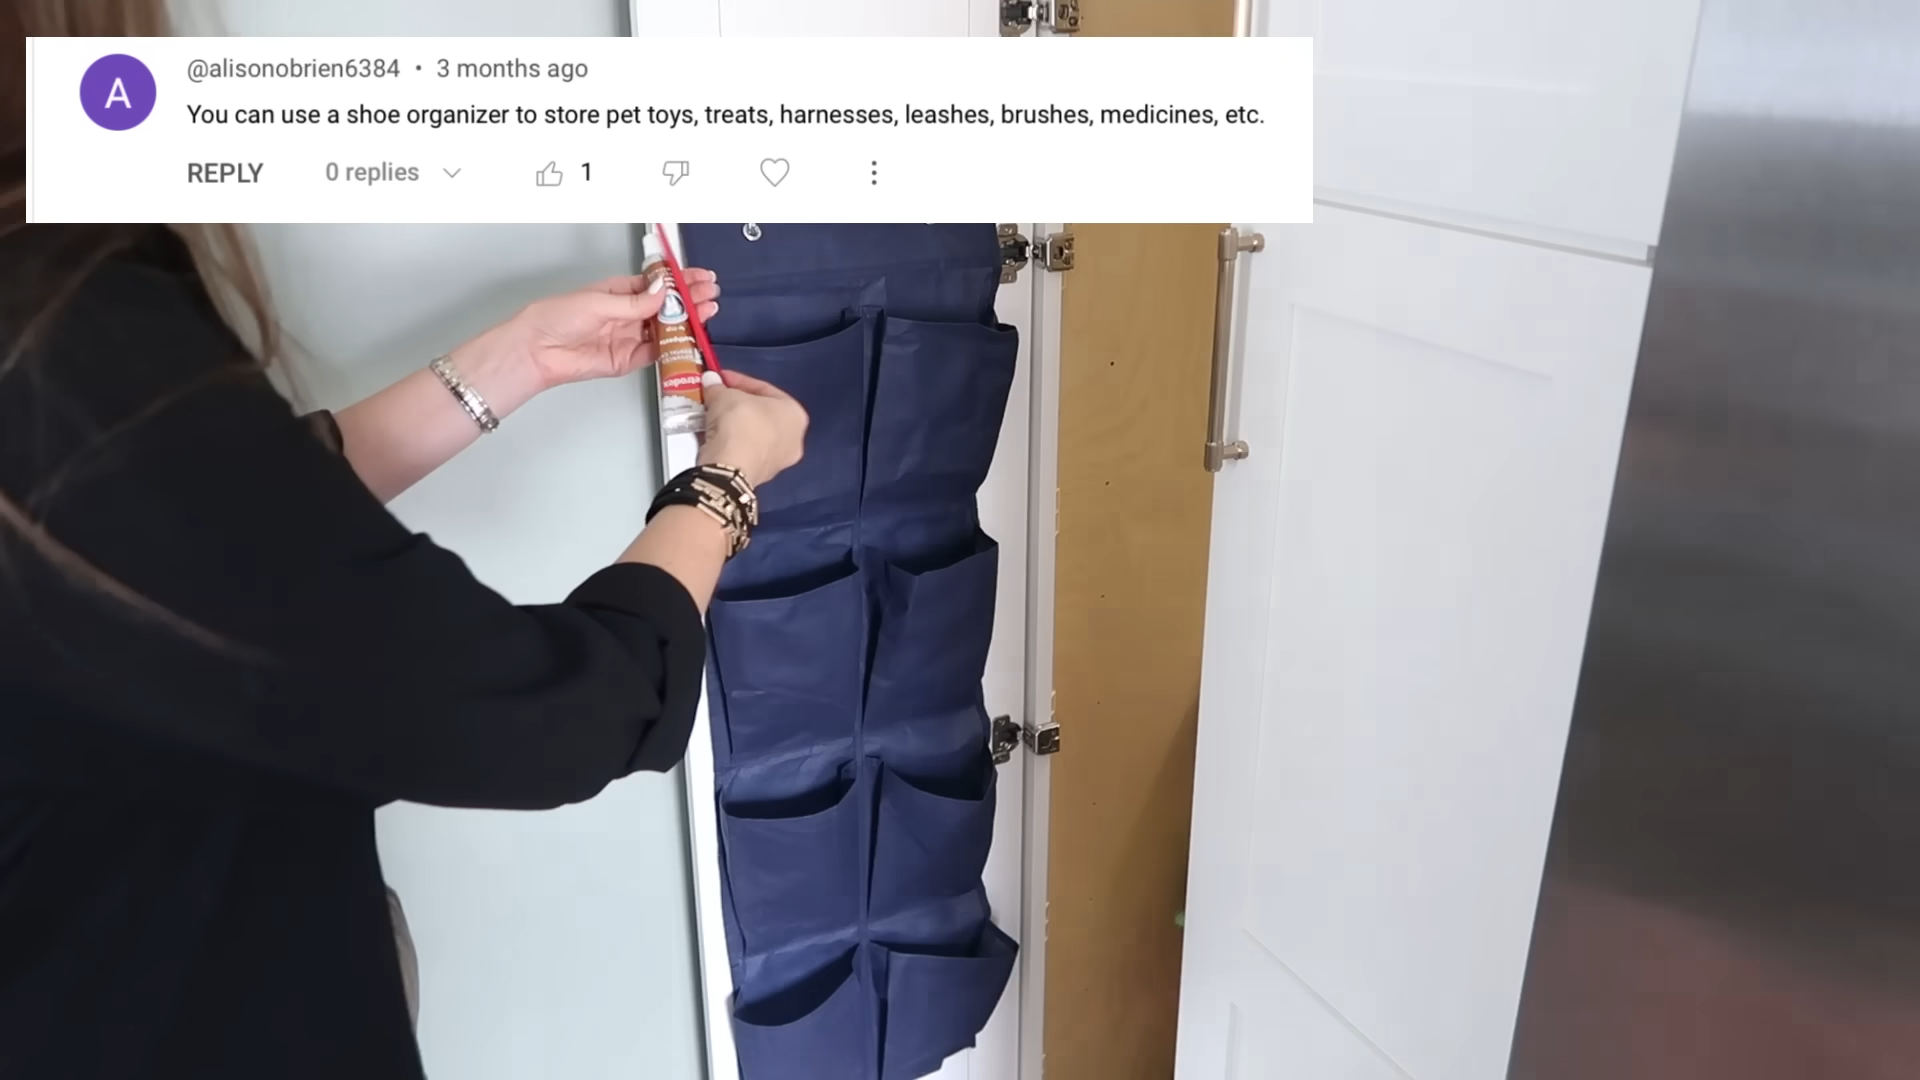 @alisonobrien6384 • 3 months ago
You can use a shoe organizer to store pet toys, treats, harnesses, leashes, brushes, medicines, etc.
REPLY 0 replies 1
A